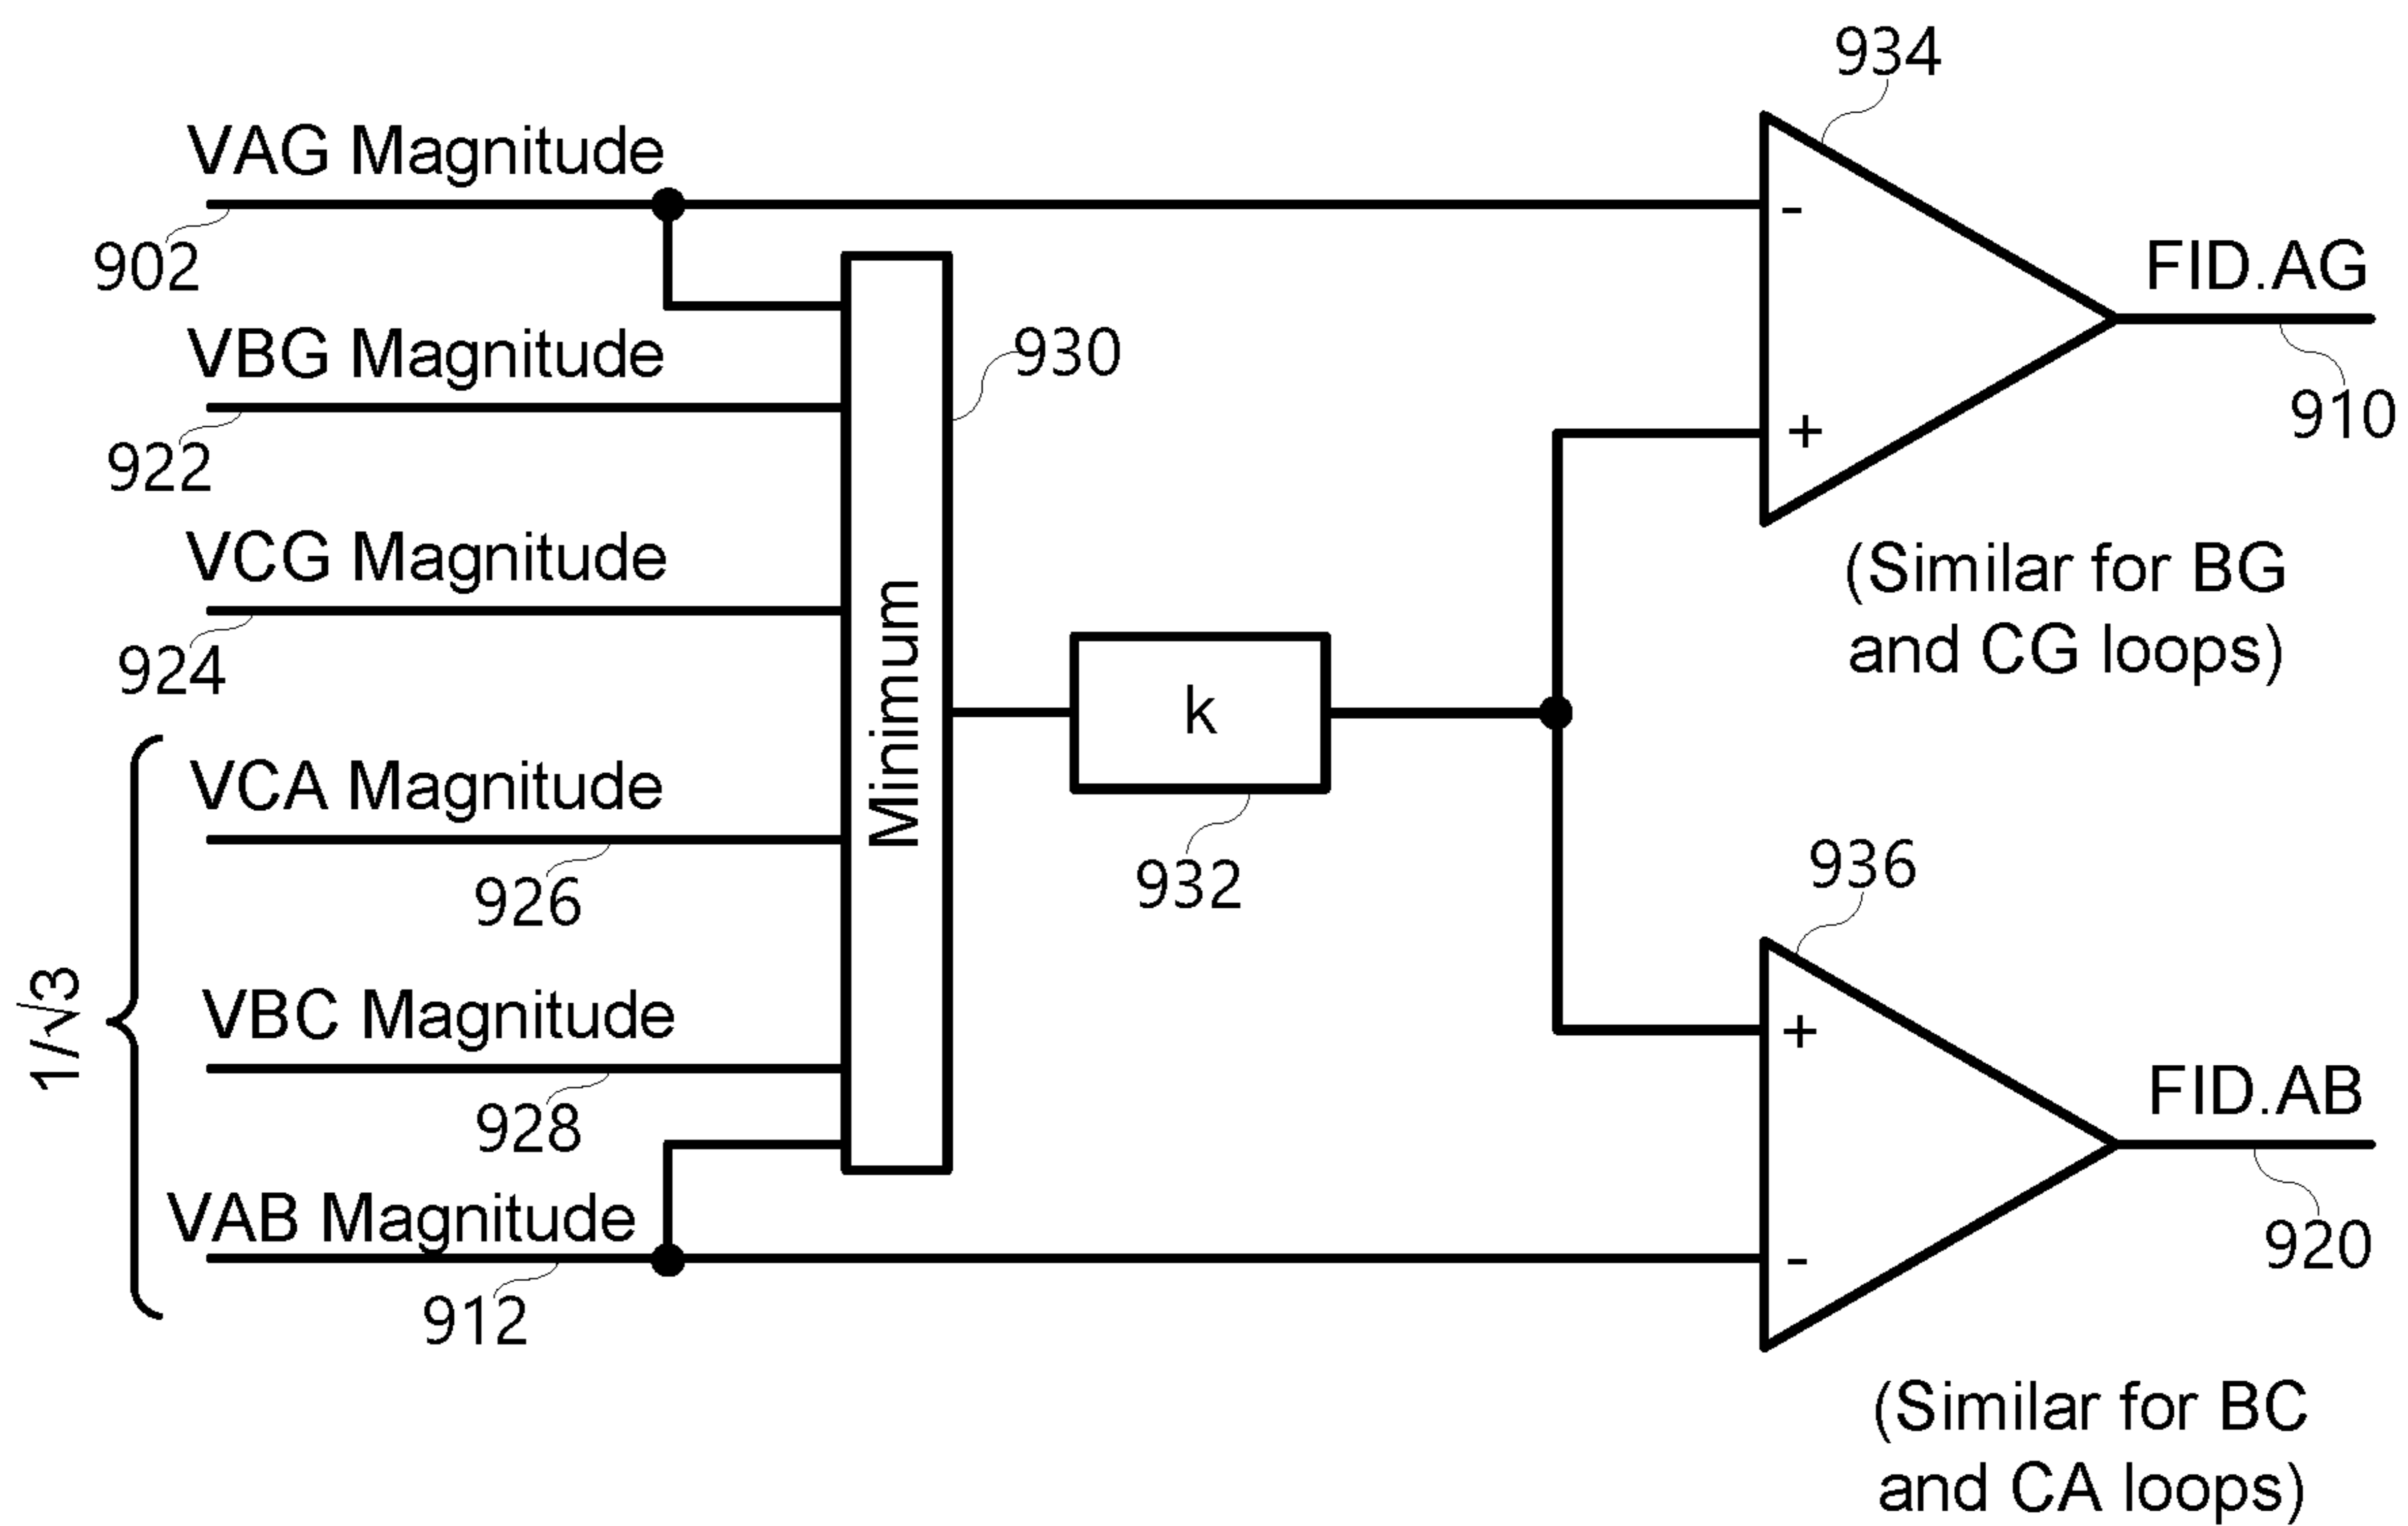 934
VAG Magnitude
902
FID.AG
910
VBG Magnitude
922
930
-
+
VCG Magnitude
924
(Similar for BG
and CG loops)
Minimum
k
932
1/√3
VCA Magnitude
926
VBC Magnitude
928
VAB Magnitude
912
936
+
-
FID.AB
920
(Similar for BC
and CA loops)